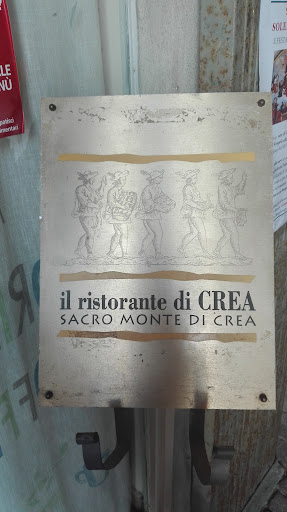 il ristorante di CREA
SACRO MONTE DI CREA